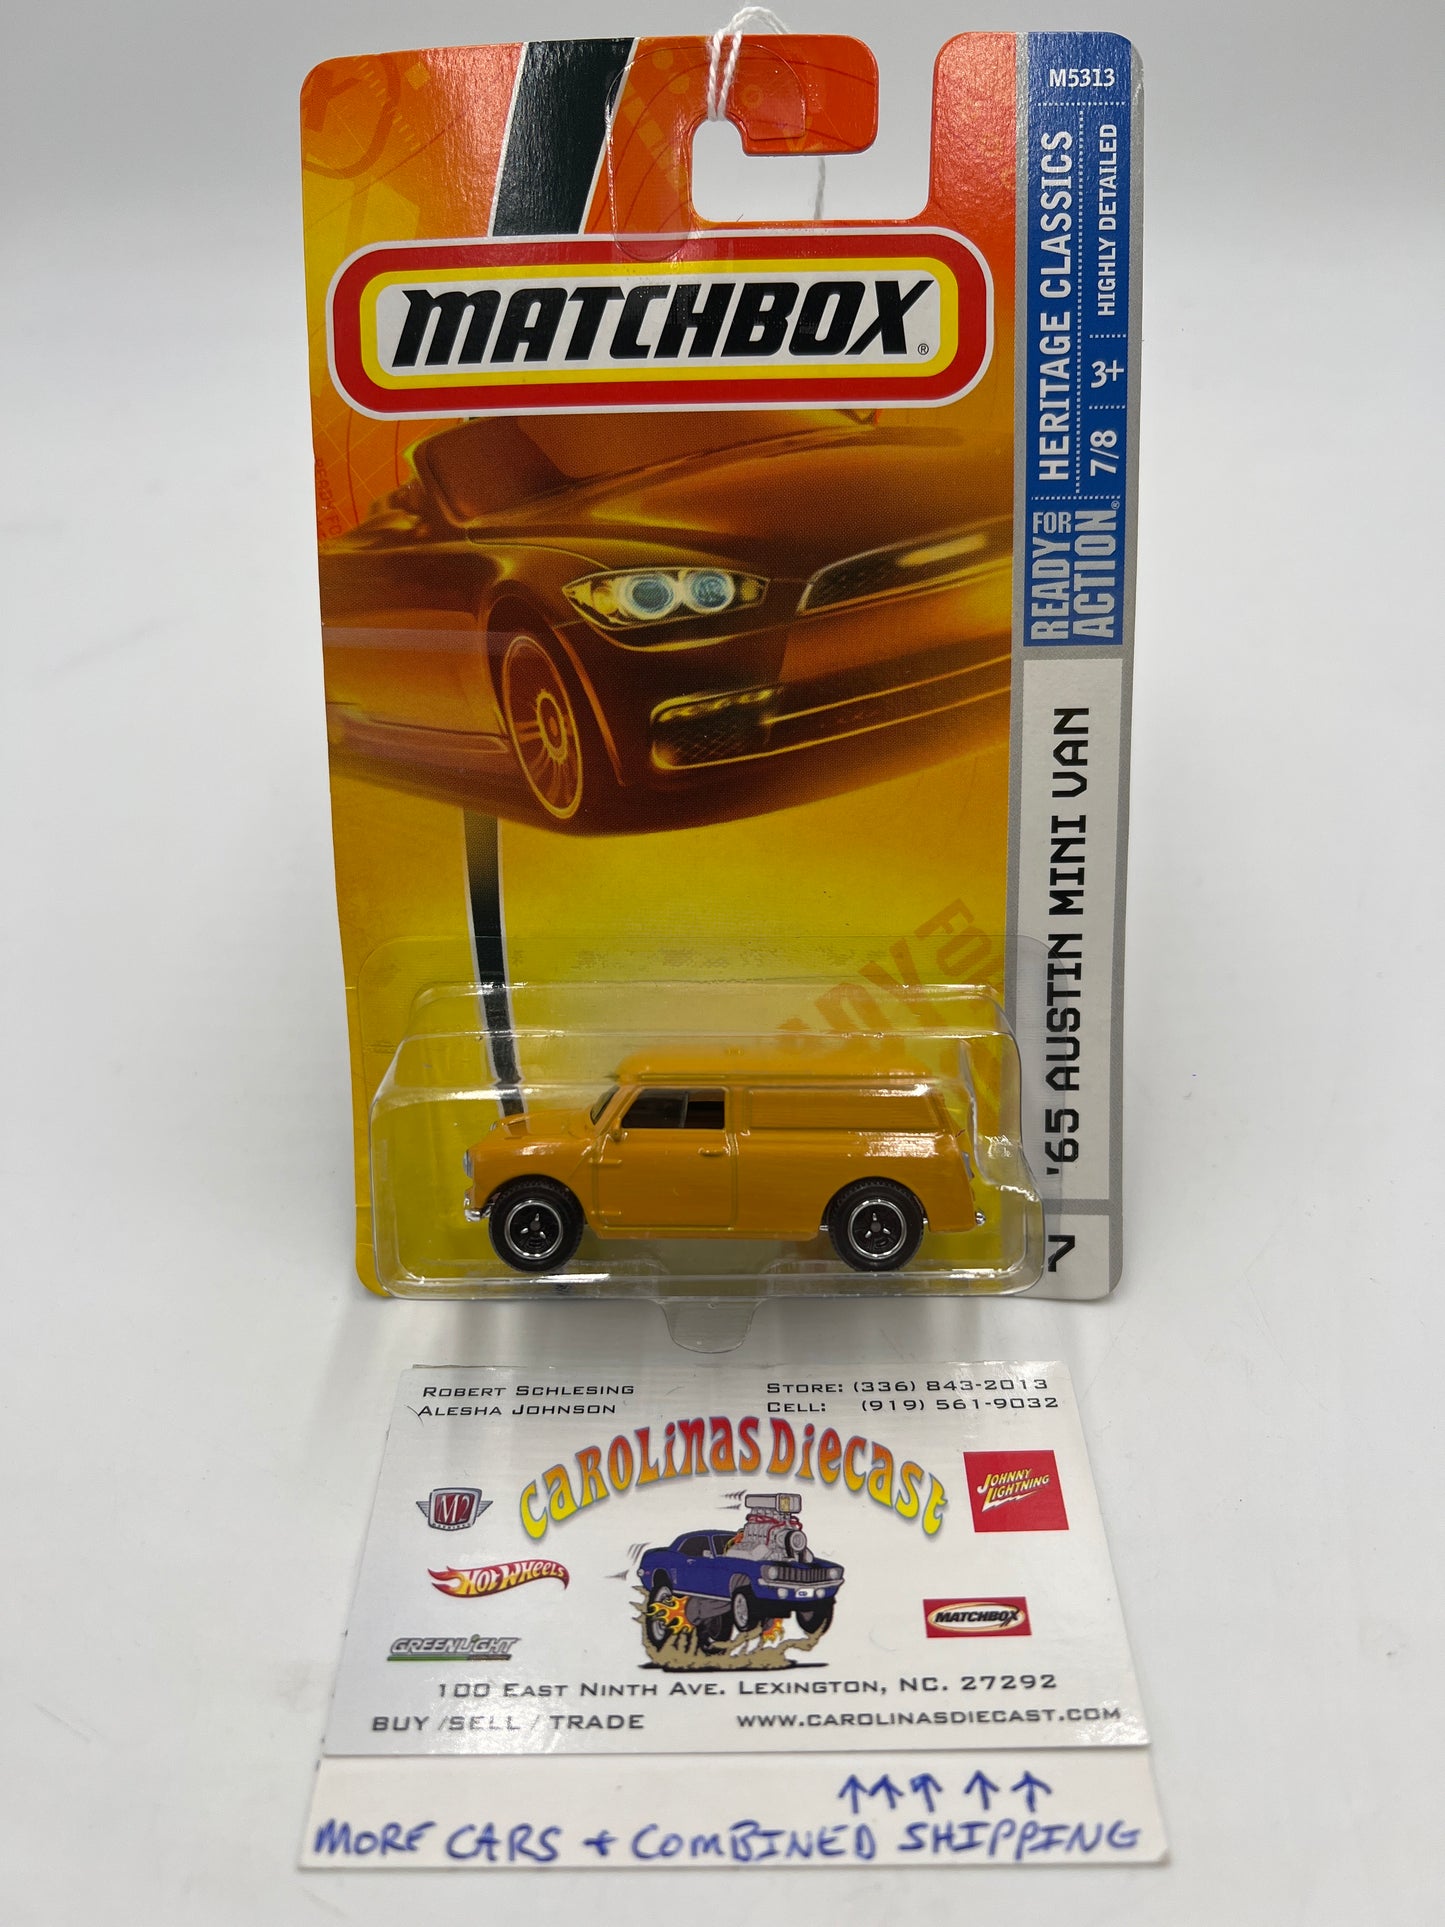 M5313
MATCHBOX®
HERITAGE CLASSICS
HIGHLY DETAILED
7/8
3+
READY FOR ACTION®
'65 AUSTIN MINI VAN
7
ROBERT SCHLESING
ALESHA JOHNSON
STORE: (336) 843-2013
CELL: (919) 561-9032
CAROLINAS DIECAST
M2
JOHNNY LIGHTNING
HOT WHEELS
MATCHBOX
GREENLIGHT
100 EAST NINTH AVE. LEXINGTON, NC. 27292
BUY /SELL / TRADE
WWW.CAROLINASDIECAST.COM
↑↑↑ ↑↑
MORE CARS + COMBINED SHIPPING